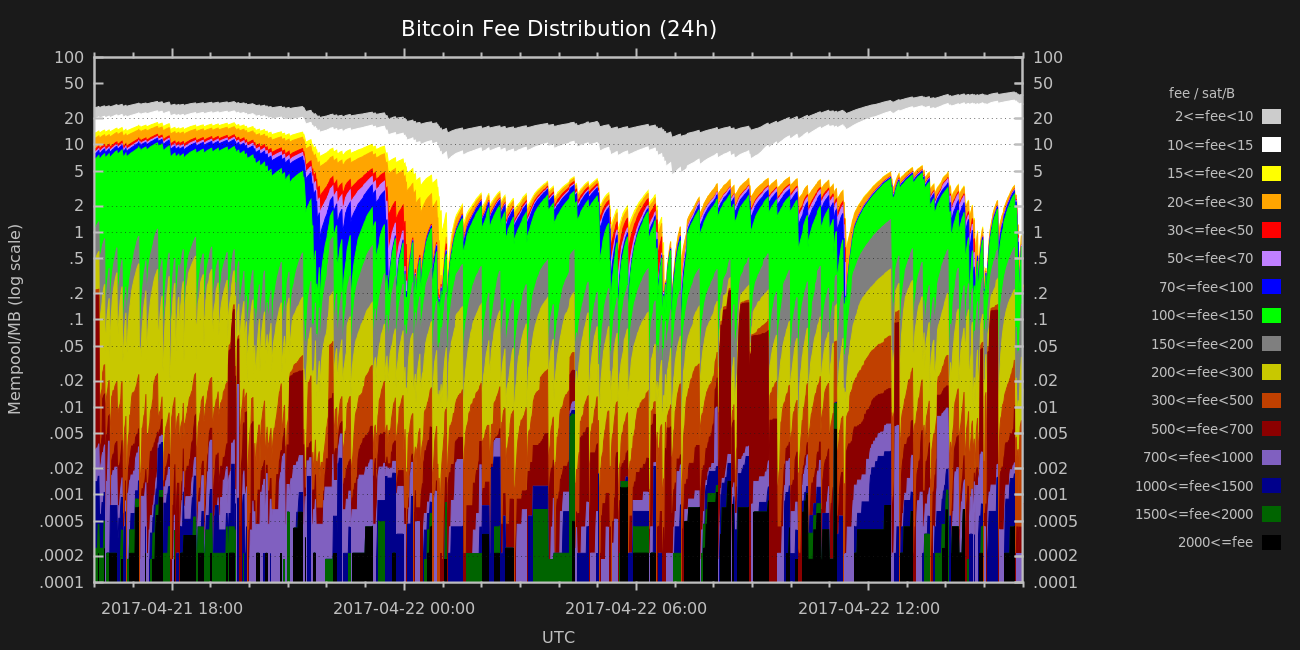 Bitcoin Fee Distribution (24h)
100 100
50 50
20 20
10 10
5 5
2 2
1 1
.5 .5
.2 .2
.1 .1
.05 .05
.02 .02
.01 .01
.005 .005
.002 .002
.001 .001
.0005 .0005
.0002 .0002
.0001 .0001
Mempool/MB (log scale)
2017-04-21 18:00 2017-04-22 00:00 2017-04-22 06:00 2017-04-22 12:00
UTC
fee / sat/B
2<=fee<10
10<=fee<15
15<=fee<20
20<=fee<30
30<=fee<50
50<=fee<70
70<=fee<100
100<=fee<150
150<=fee<200
200<=fee<300
300<=fee<500
500<=fee<700
700<=fee<1000
1000<=fee<1500
1500<=fee<2000
2000<=fee